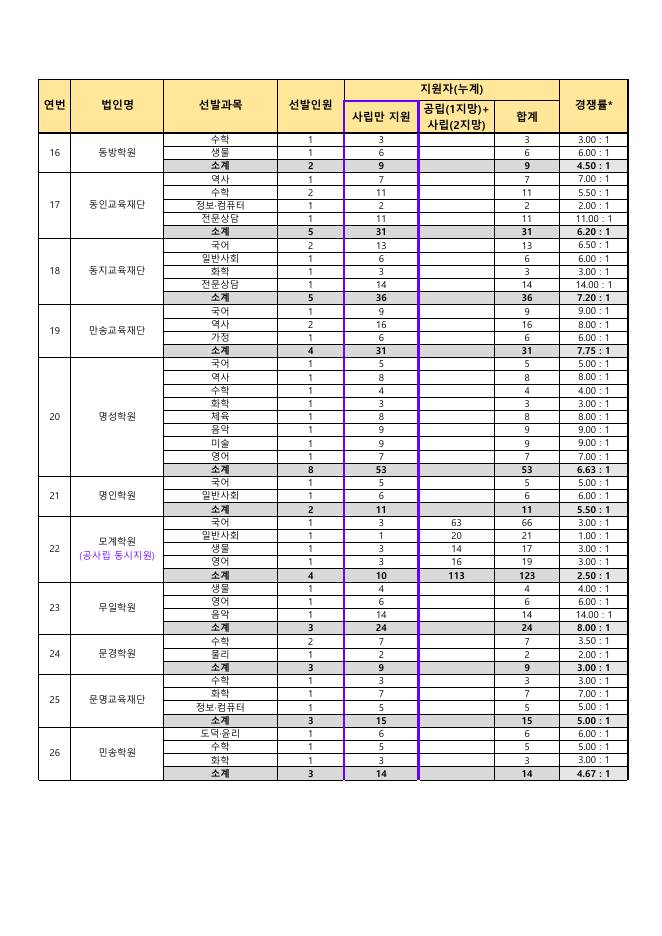 연번 법인명 선발과목 선발인원 지원자(누계) 경쟁률*
사립만 지원 공립(1지망)+ 사립(2지망) 합계
16 동방학원
수학 1 3 3 3.00 : 1
생물 1 6 6 6.00 : 1
소계 2 9 9 4.50 : 1
17 동인교육재단
역사 1 7 7 7.00 : 1
수학 2 11 11 5.50 : 1
정보·컴퓨터 1 2 2 2.00 : 1
전문상담 1 11 11 11.00 : 1
소계 5 31 31 6.20 : 1
18 동지교육재단
국어 2 13 13 6.50 : 1
일반사회 1 6 6 6.00 : 1
화학 1 3 3 3.00 : 1
전문상담 1 14 14 14.00 : 1
소계 5 36 36 7.20 : 1
19 만송교육재단
국어 1 9 9 9.00 : 1
역사 2 16 16 8.00 : 1
가정 1 6 6 6.00 : 1
소계 4 31 31 7.75 : 1
20 명성학원
국어 1 5 5 5.00 : 1
역사 1 8 8 8.00 : 1
수학 1 4 4 4.00 : 1
화학 1 3 3 3.00 : 1
체육 1 8 8 8.00 : 1
음악 1 9 9 9.00 : 1
미술 1 9 9 9.00 : 1
영어 1 7 7 7.00 : 1
소계 8 53 53 6.63 : 1
21 명인학원
국어 1 5 5 5.00 : 1
일반사회 1 6 6 6.00 : 1
소계 2 11 11 5.50 : 1
22 모계학원
(공사립 동시지원)
국어 1 3 63 66 3.00 : 1
일반사회 1 1 20 21 1.00 : 1
생물 1 3 14 17 3.00 : 1
영어 1 3 16 19 3.00 : 1
소계 4 10 113 123 2.50 : 1
23 무일학원
생물 1 4 4 4.00 : 1
영어 1 6 6 6.00 : 1
음악 1 14 14 14.00 : 1
소계 3 24 24 8.00 : 1
24 문경학원
수학 2 7 7 3.50 : 1
물리 1 2 2 2.00 : 1
소계 3 9 9 3.00 : 1
25 문명교육재단
수학 1 3 3 3.00 : 1
화학 1 7 7 7.00 : 1
정보·컴퓨터 1 5 5 5.00 : 1
소계 3 15 15 5.00 : 1
26 민송학원
도덕·윤리 1 6 6 6.00 : 1
수학 1 5 5 5.00 : 1
화학 1 3 3 3.00 : 1
소계 3 14 14 4.67 : 1